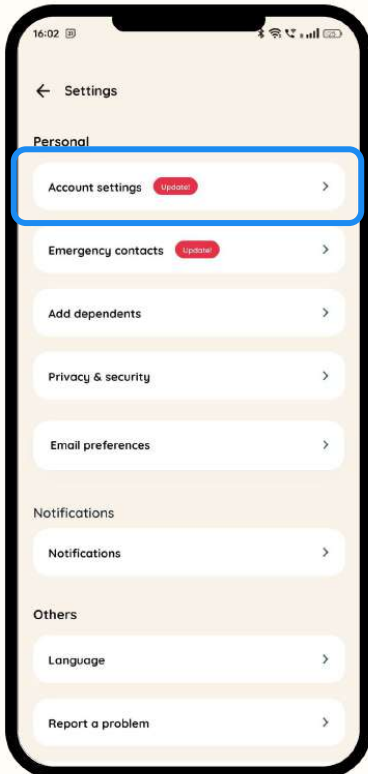 16:02
Settings
Personal
Account settings Update!
Emergency contacts Update!
Add dependents
Privacy & security
Email preferences
Notifications
Notifications
Others
Language
Report a problem